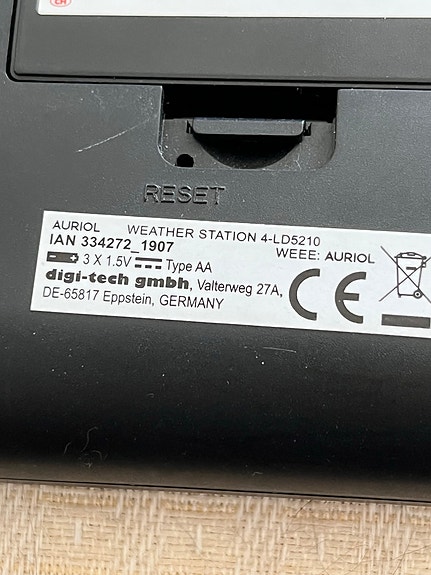 RESET
AURIOL WEATHER STATION 4-LD5210
IAN 334272_1907 WEEE: AURIOL
3 X 1.5V Type AA
digi-tech gmbh, Valterweg 27A,
DE-65817 Eppstein, GERMANY
CE